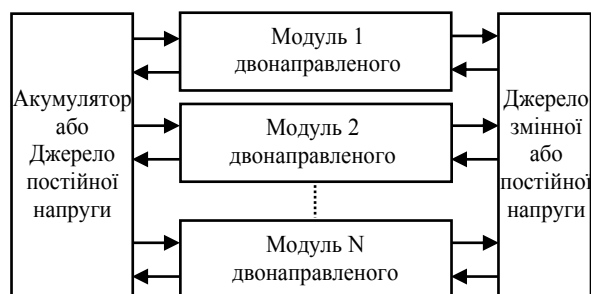 Акумулятор
або
Джерело
постійної
напруги
Модуль 1
двонаправленого
Модуль 2
двонаправленого
Модуль N
двонаправленого
Джерело
змінної
або
постійної
напруги